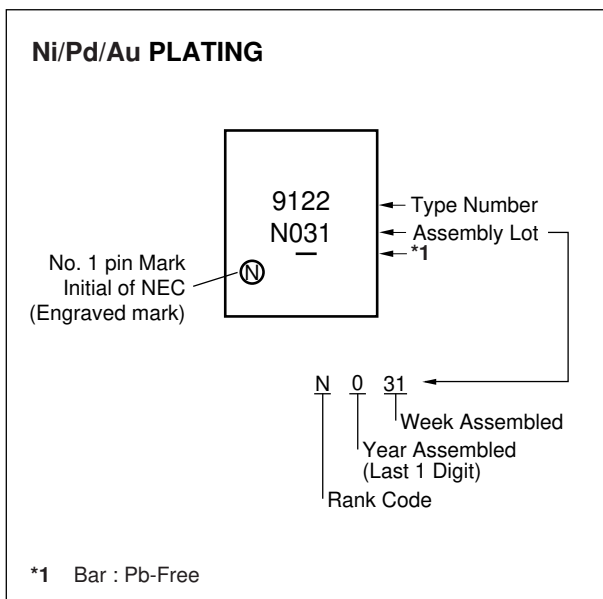 Ni/Pd/Au PLATING
9122
N031
Type Number
Assembly Lot
*1
No. 1 pin Mark
Initial of NEC
(Engraved mark)
N
N 0 31
Week Assembled
Year Assembled
(Last 1 Digit)
Rank Code
*1 Bar : Pb-Free